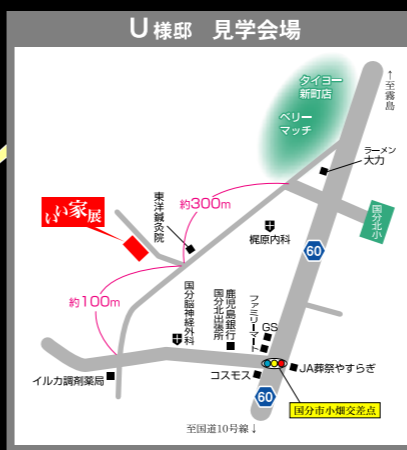 U様邸 見学会場
タイヨー
新町店
ベリー
マッチ
←至霧島
ラーメン
大力
国分北小
約300m
東洋鍼灸院
いい家展
梶原内科
60
約100m
国分脳神経外科
鹿児島銀行
国分北出張所
ファミリーマート
GS
イルカ調剤薬局
コスモス
JA葬祭やすらぎ
60
国分市小畑交差点
至国道10号線↓